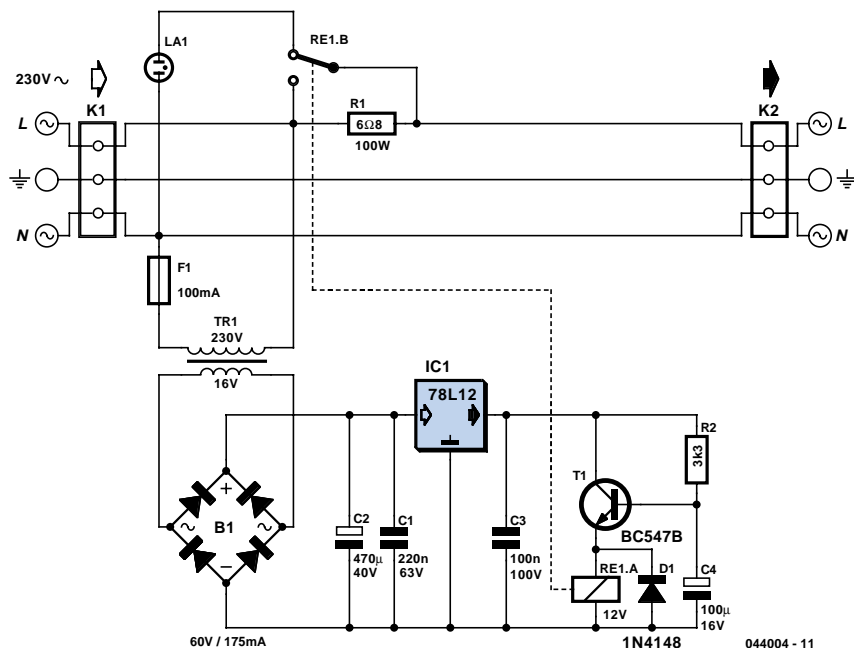 LA1
RE1.B
230V ∼
K1
R1
6Ω8
100W
K2
L
L
N
N
F1
100mA
TR1
230V
16V
IC1
78L12
R2
3k3
T1
BC547B
B1
C2
470µ
40V
C1
220n
63V
C3
100n
100V
RE1.A
12V
D1
C4
100µ
16V
60V / 175mA
1N4148
044004 - 11